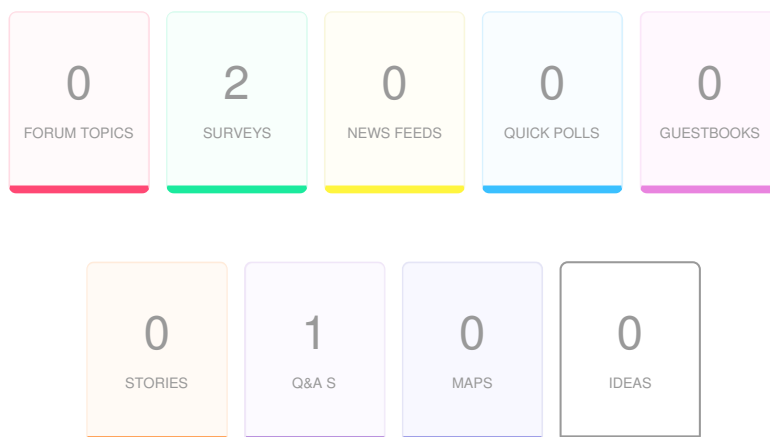 0 2 0 0 0
FORUM TOPICS SURVEYS NEWS FEEDS QUICK POLLS GUESTBOOKS
0 1 0 0
STORIES Q&A S MAPS IDEAS